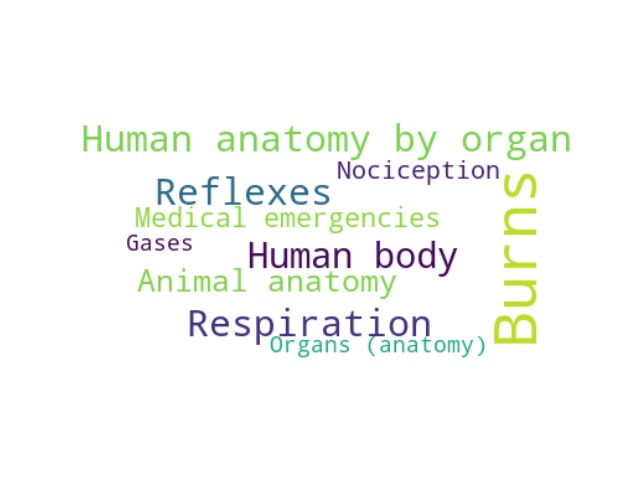 Human anatomy by organ
Nociception
Reflexes
Burns
Medical emergencies
Gases
Human body
Animal anatomy
Respiration
Organs (anatomy)